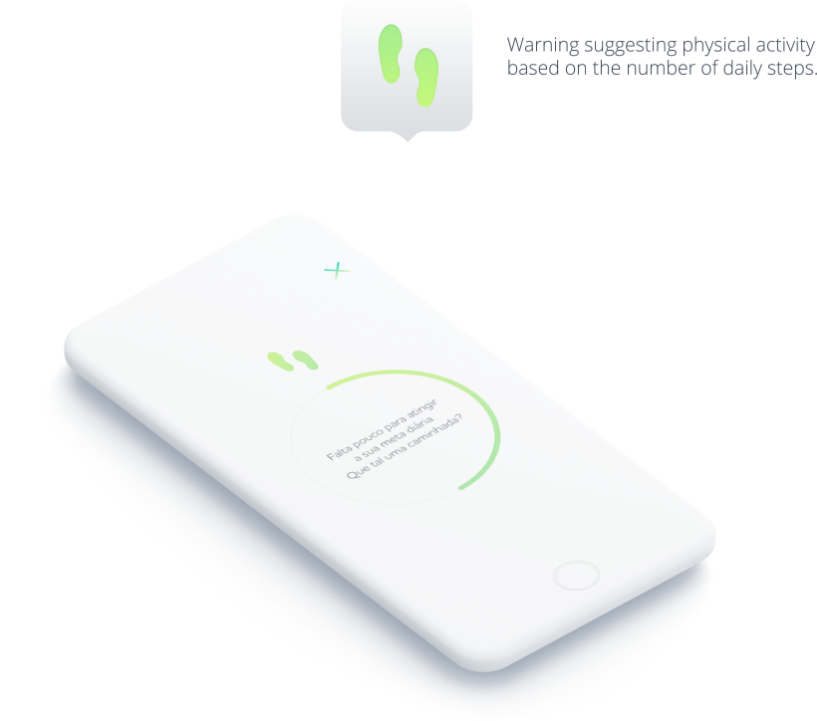 Warning suggesting physical activity
based on the number of daily steps.
Falta pouco para atingir
a sua meta diária
Que tal uma caminhada?